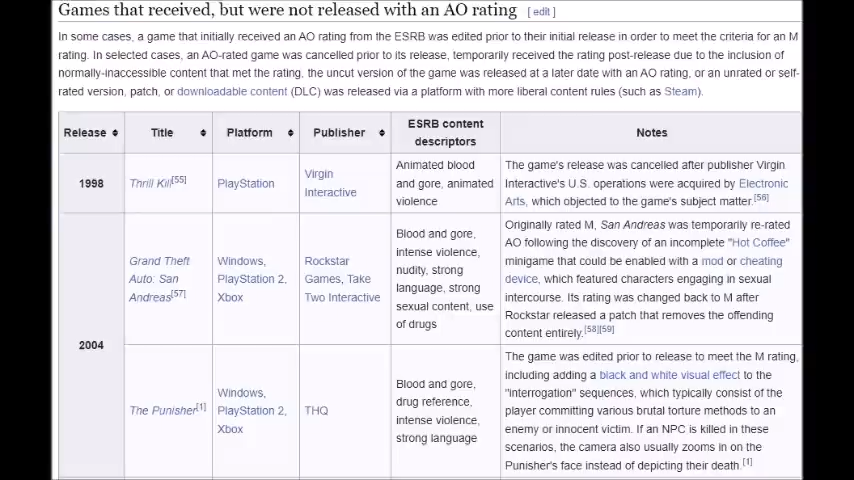 Games that received, but were not released with an AO rating [ edit ]
In some cases, a game that initially received an AO rating from the ESRB was edited prior to their initial release in order to meet the criteria for an M
rating. In selected cases, an AO-rated game was cancelled prior to its release, temporarily received the rating post-release due to the inclusion of
normally-inaccessible content that met the rating, the uncut version of the game was released at a later date with an AO rating, or an unrated or self-
rated version, patch, or downloadable content (DLC) was released via a platform with more liberal content rules (such as Steam).
Release Title Platform Publisher ESRB content
descriptors Notes
1998
Thrill Kill[55]
PlayStation
Virgin
Interactive
Animated blood
and gore, animated
violence
The game's release was cancelled after publisher Virgin
Interactive's U.S. operations were acquired by Electronic
Arts, which objected to the game's subject matter.[56]
2004
Grand Theft
Auto: San
Andreas[57]
Windows,
PlayStation 2,
Xbox
Rockstar
Games, Take
Two Interactive
Blood and gore,
intense violence,
nudity, strong
language, strong
sexual content, use
of drugs
Originally rated M, San Andreas was temporarily re-rated
AO following the discovery of an incomplete "Hot Coffee"
minigame that could be enabled with a mod or cheating
device, which featured characters engaging in sexual
intercourse. Its rating was changed back to M after
Rockstar released a patch that removes the offending
content entirely.[58][59]
The Punisher[1]
Windows,
PlayStation 2,
Xbox
THQ
Blood and gore,
drug reference,
intense violence,
strong language
The game was edited prior to release to meet the M rating,
including adding a black and white visual effect to the
"interrogation" sequences, which typically consist of the
player committing various brutal torture methods to an
enemy or innocent victim. If an NPC is killed in these
scenarios, the camera also usually zooms in on the
Punisher's face instead of depicting their death.[1]